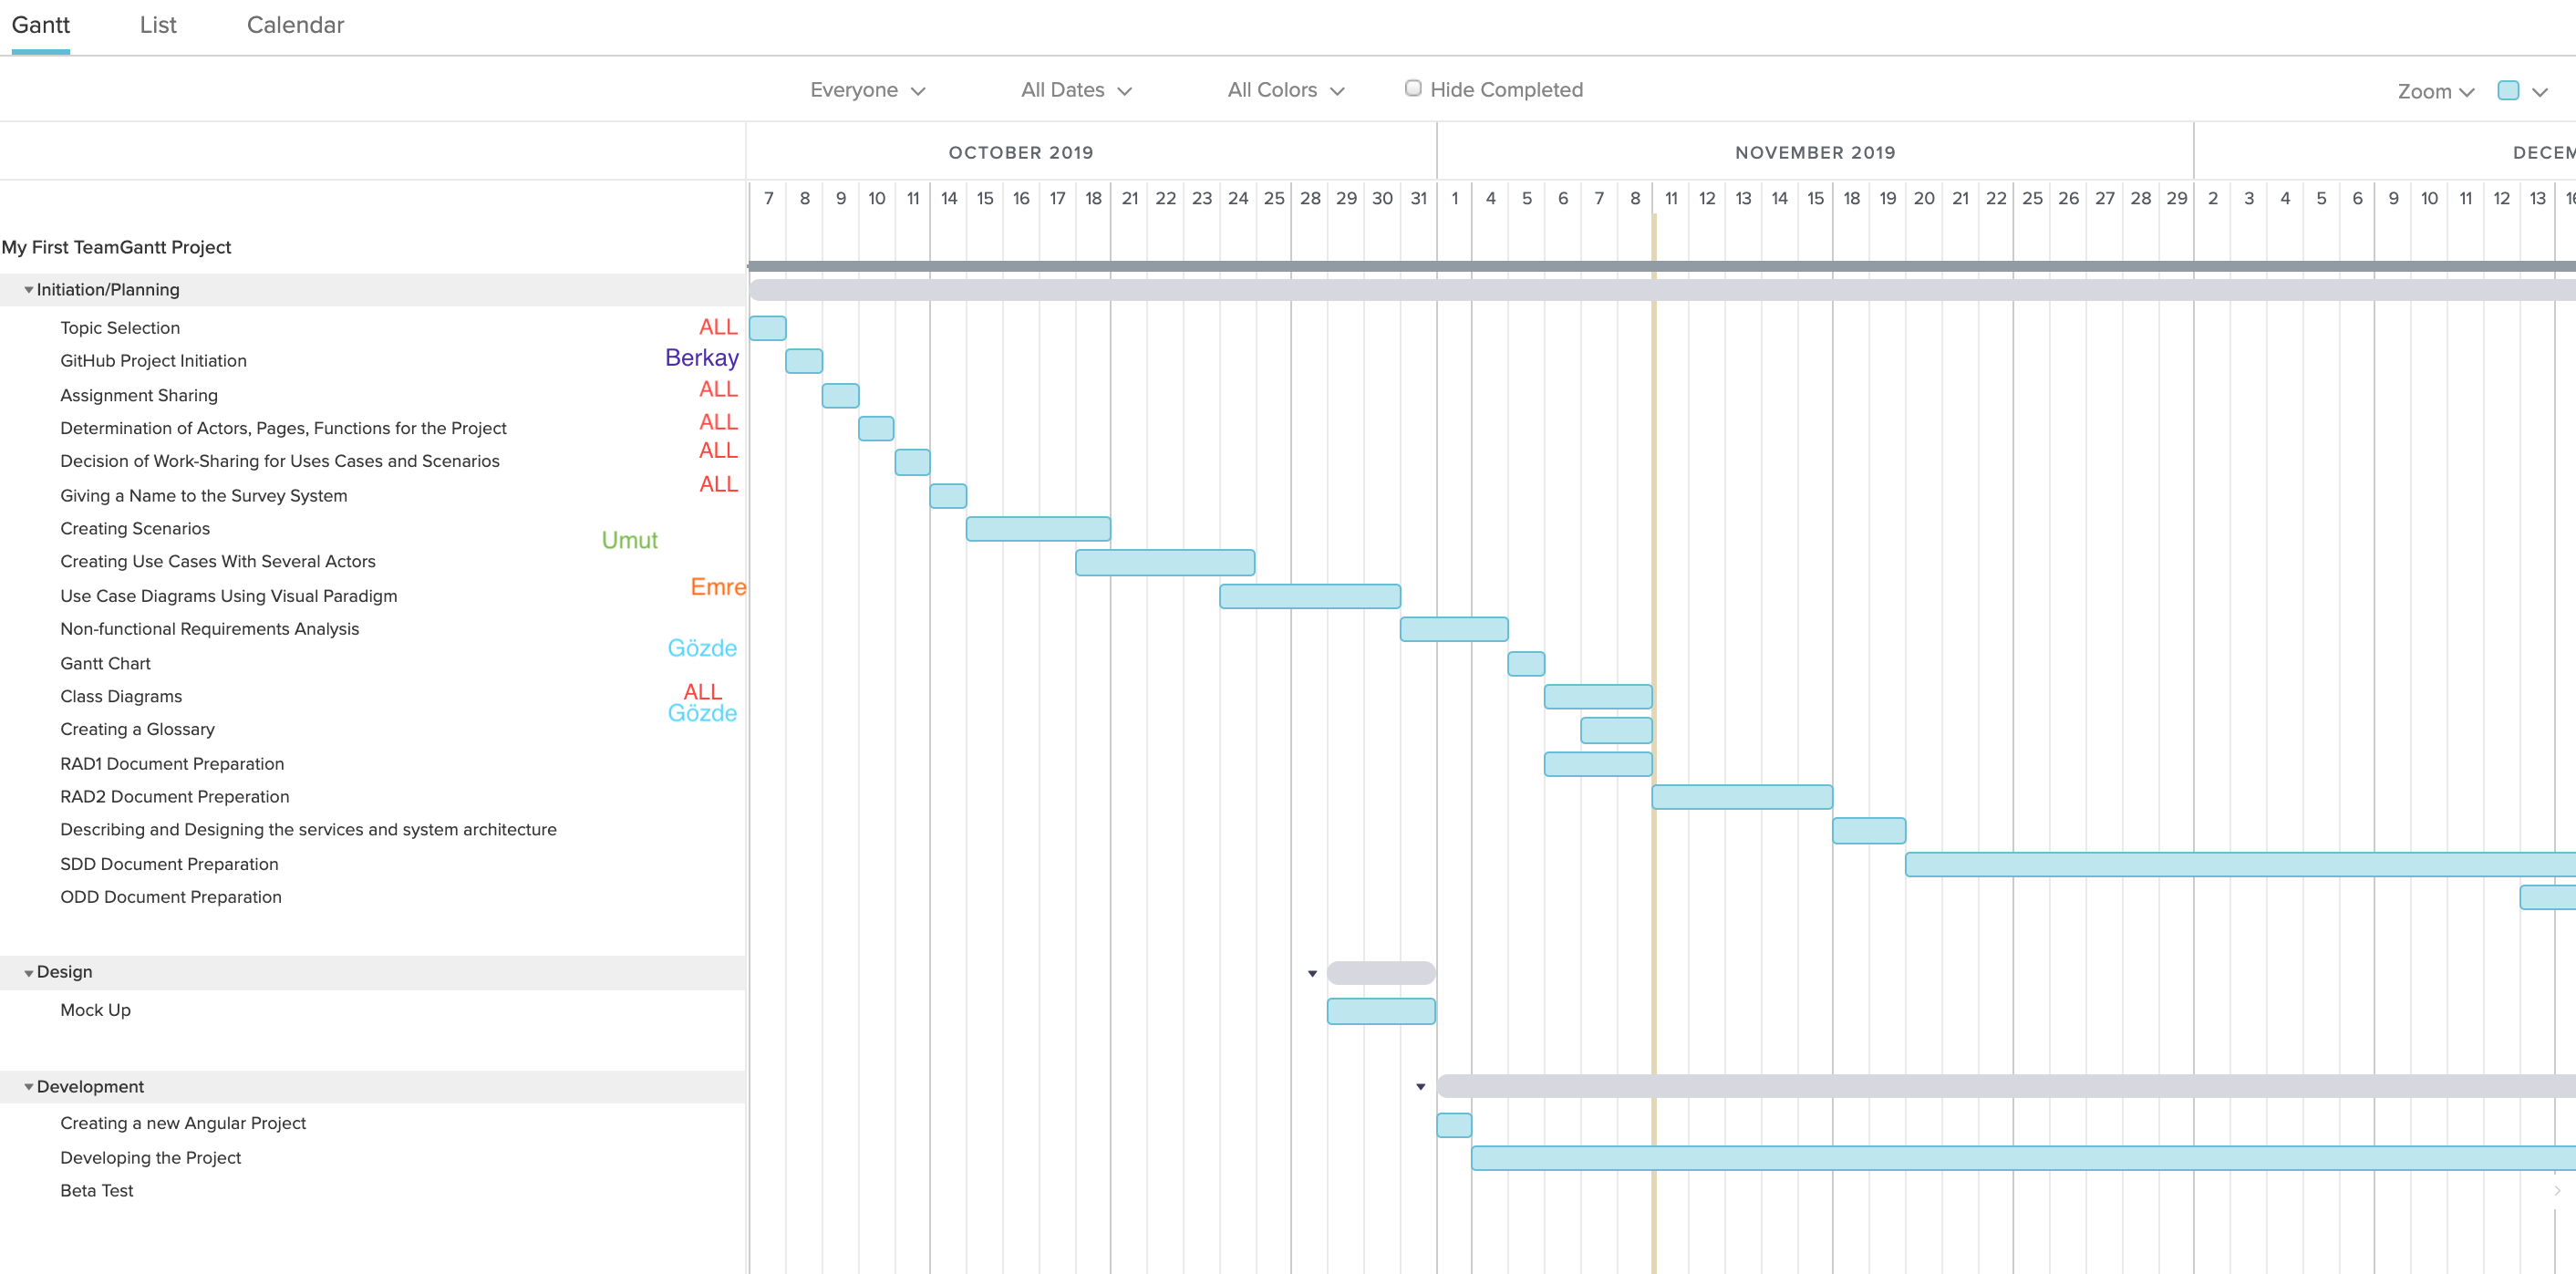 Gantt List Calendar
Everyone All Dates All Colors Hide Completed Zoom
OCTOBER 2019 NOVEMBER 2019 DECEM
7 8 9 10 11 14 15 16 17 18 21 22 23 24 25 28 29 30 31 1 4 5 6 7 8 11 12 13 14 15 18 19 20 21 22 25 26 27 28 29 2 3 4 5 6 9 10 11 12 13 16
My First TeamGantt Project
Initiation/Planning
Topic Selection ALL
GitHub Project Initiation Berkay
Assignment Sharing ALL
Determination of Actors, Pages, Functions for the Project ALL
Decision of Work-Sharing for Uses Cases and Scenarios ALL
Giving a Name to the Survey System ALL
Creating Scenarios
Umut
Creating Use Cases With Several Actors
Use Case Diagrams Using Visual Paradigm Emre
Non-functional Requirements Analysis
Gözde
Gantt Chart
Class Diagrams ALL
Gözde
Creating a Glossary
RAD1 Document Preparation
RAD2 Document Preperation
Describing and Designing the services and system architecture
SDD Document Preparation
ODD Document Preparation
Design
Mock Up
Development
Creating a new Angular Project
Developing the Project
Beta Test